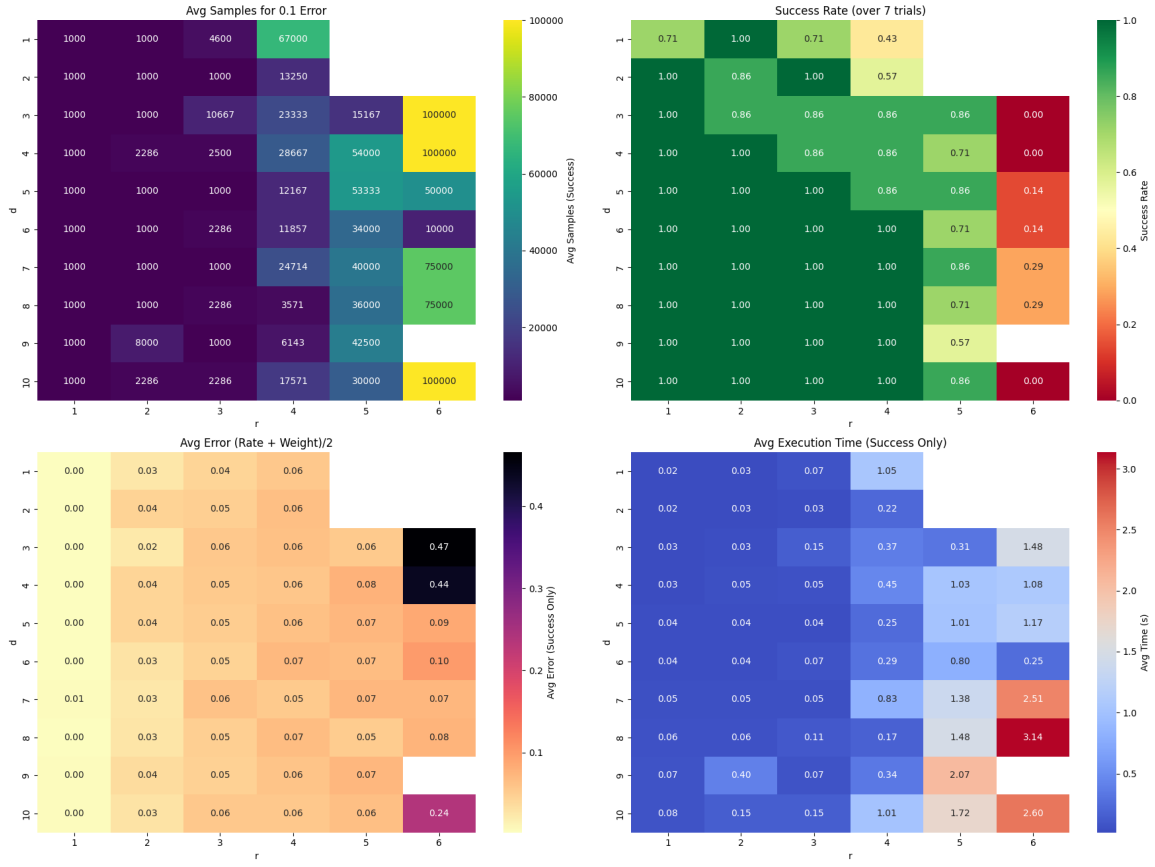 Avg Samples for 0.1 Error
1 1000 1000 4600 67000
2 1000 1000 1000 13250
3 1000 1000 10667 23333 15167 100000
4 1000 2286 2500 28667 54000 100000
5 1000 1000 1000 12167 53333 50000
6 1000 1000 2286 11857 34000 10000
7 1000 1000 1000 24714 40000 75000
8 1000 1000 2286 3571 36000 75000
9 1000 8000 1000 6143 42500
10 1000 2286 2286 17571 30000 100000
1 2 3 4 5 6
r
d
100000
80000
60000
40000
20000
Avg Samples (Success)
Success Rate (over 7 trials)
1 0.71 1.00 0.71 0.43
2 1.00 0.86 1.00 0.57
3 1.00 0.86 0.86 0.86 0.86 0.00
4 1.00 1.00 0.86 0.86 0.71 0.00
5 1.00 1.00 1.00 0.86 0.86 0.14
6 1.00 1.00 1.00 1.00 0.71 0.14
7 1.00 1.00 1.00 1.00 0.86 0.29
8 1.00 1.00 1.00 1.00 0.71 0.29
9 1.00 1.00 1.00 1.00 0.57
10 1.00 1.00 1.00 1.00 0.86 0.00
1 2 3 4 5 6
r
d
1.0
0.8
0.6
0.4
0.2
0.0
Success Rate
Avg Error (Rate + Weight)/2
1 0.00 0.03 0.04 0.06
2 0.00 0.04 0.05 0.06
3 0.00 0.02 0.06 0.06 0.06 0.47
4 0.00 0.04 0.05 0.06 0.08 0.44
5 0.00 0.04 0.05 0.06 0.07 0.09
6 0.00 0.03 0.05 0.07 0.07 0.10
7 0.01 0.03 0.06 0.05 0.07 0.07
8 0.00 0.03 0.05 0.07 0.05 0.08
9 0.00 0.04 0.05 0.06 0.07
10 0.00 0.03 0.06 0.06 0.06 0.24
1 2 3 4 5 6
r
d
0.4
0.3
0.2
0.1
Avg Error (Success Only)
Avg Execution Time (Success Only)
1 0.02 0.03 0.07 1.05
2 0.02 0.03 0.03 0.22
3 0.03 0.03 0.15 0.37 0.31 1.48
4 0.03 0.05 0.05 0.45 1.03 1.08
5 0.04 0.04 0.04 0.25 1.01 1.17
6 0.04 0.04 0.07 0.29 0.80 0.25
7 0.05 0.05 0.05 0.83 1.38 2.51
8 0.06 0.06 0.11 0.17 1.48 3.14
9 0.07 0.40 0.07 0.34 2.07
10 0.08 0.15 0.15 1.01 1.72 2.60
1 2 3 4 5 6
r
d
3.0
2.5
2.0
1.5
1.0
0.5
Avg Time (s)